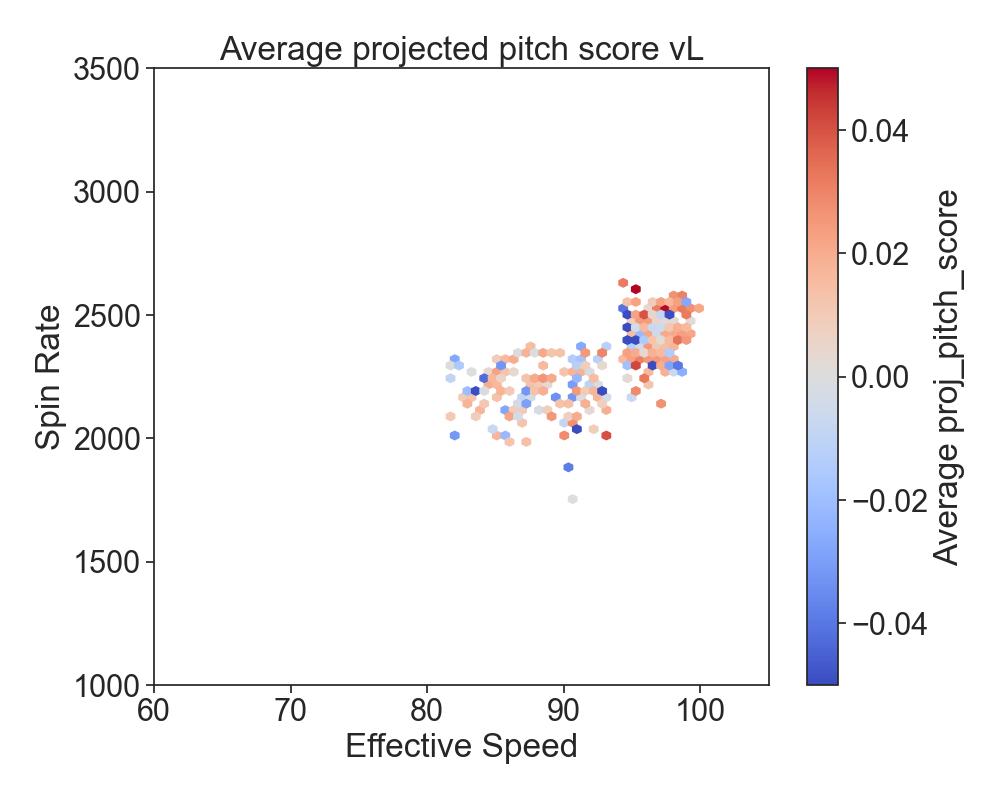 Average projected pitch score vL
3500
3000
2500
2000
1500
1000
Spin Rate
60 70 80 90 100
Effective Speed
0.04
0.02
0.00
−0.02
−0.04
Average proj_pitch_score